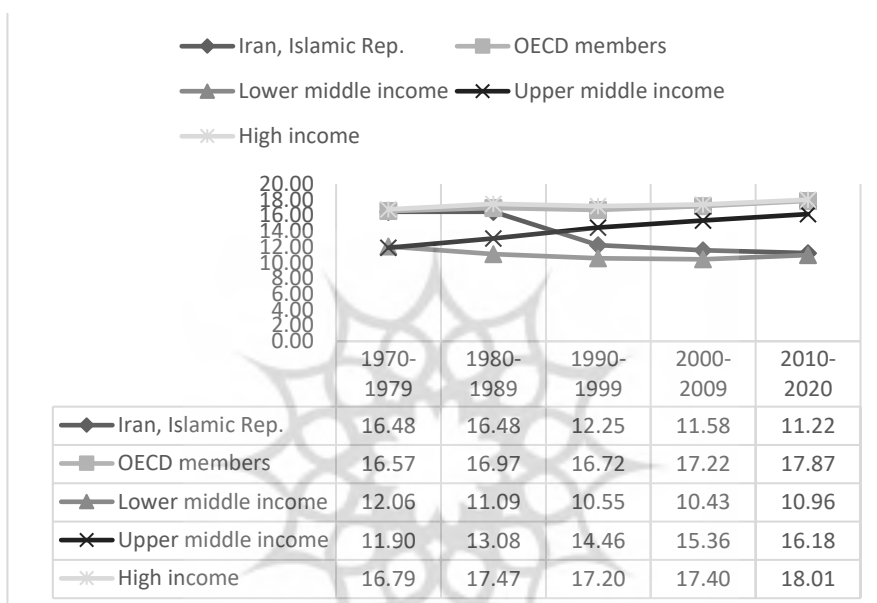 Iran, Islamic Rep. OECD members
Lower middle income Upper middle income
High income
20.00
18.00
16.00
14.00
12.00
10.00
8.00
6.00
4.00
2.00
0.00
1970- 1980- 1990- 2000- 2010-
1979 1989 1999 2009 2020
Iran, Islamic Rep. 16.48 16.48 12.25 11.58 11.22
OECD members 16.57 16.97 16.72 17.22 17.87
Lower middle income 12.06 11.09 10.55 10.43 10.96
Upper middle income 11.90 13.08 14.46 15.36 16.18
High income 16.79 17.47 17.20 17.40 18.01